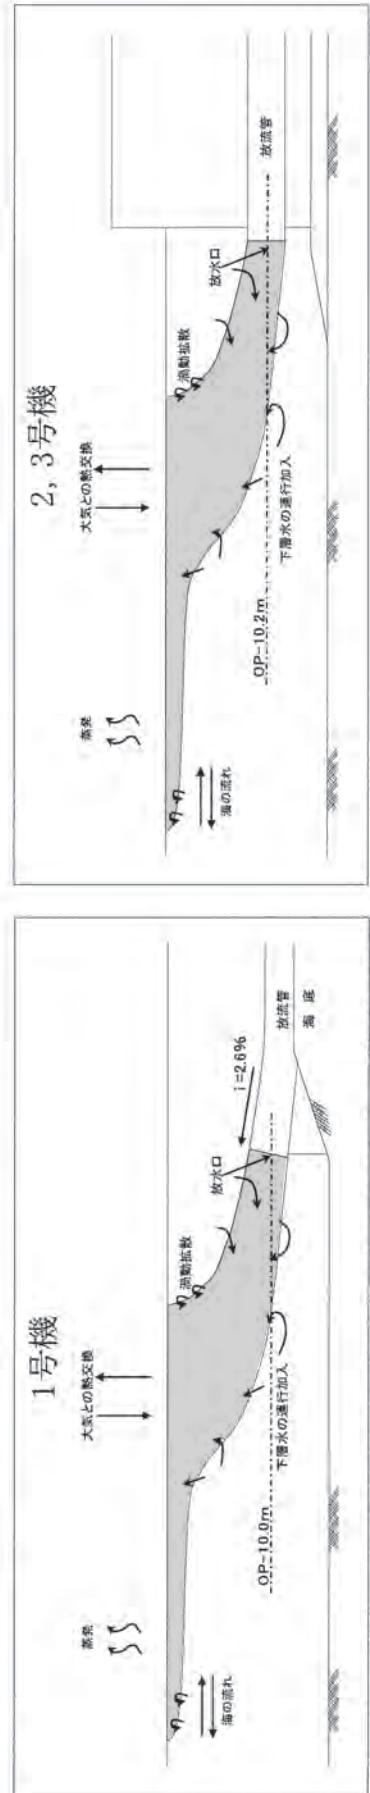 1号機
大気との熱交換
蒸発
渦動拡散
放水口
i=2.6%
放流管
海底
海の流れ
OP-10.0m
下層水の連行加入
2，3号機
大気との熱交換
蒸発
渦動拡散
放水口
放流管
海の流れ
OP-10.2m
下層水の連行加入